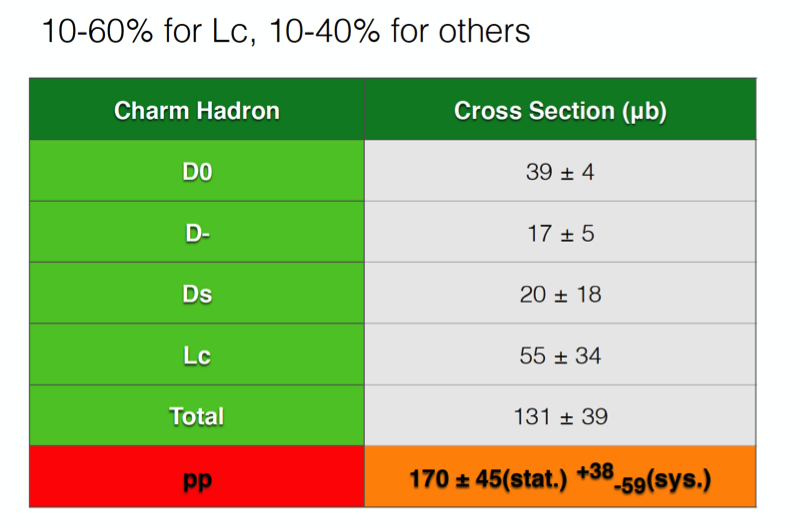 10-60% for Lc, 10-40% for others
Charm Hadron Cross Section (µb)
D0 39 ± 4
D- 17 ± 5
Ds 20 ± 18
Lc 55 ± 34
Total 131 ± 39
pp 170 ± 45(stat.) +38 -59(sys.)